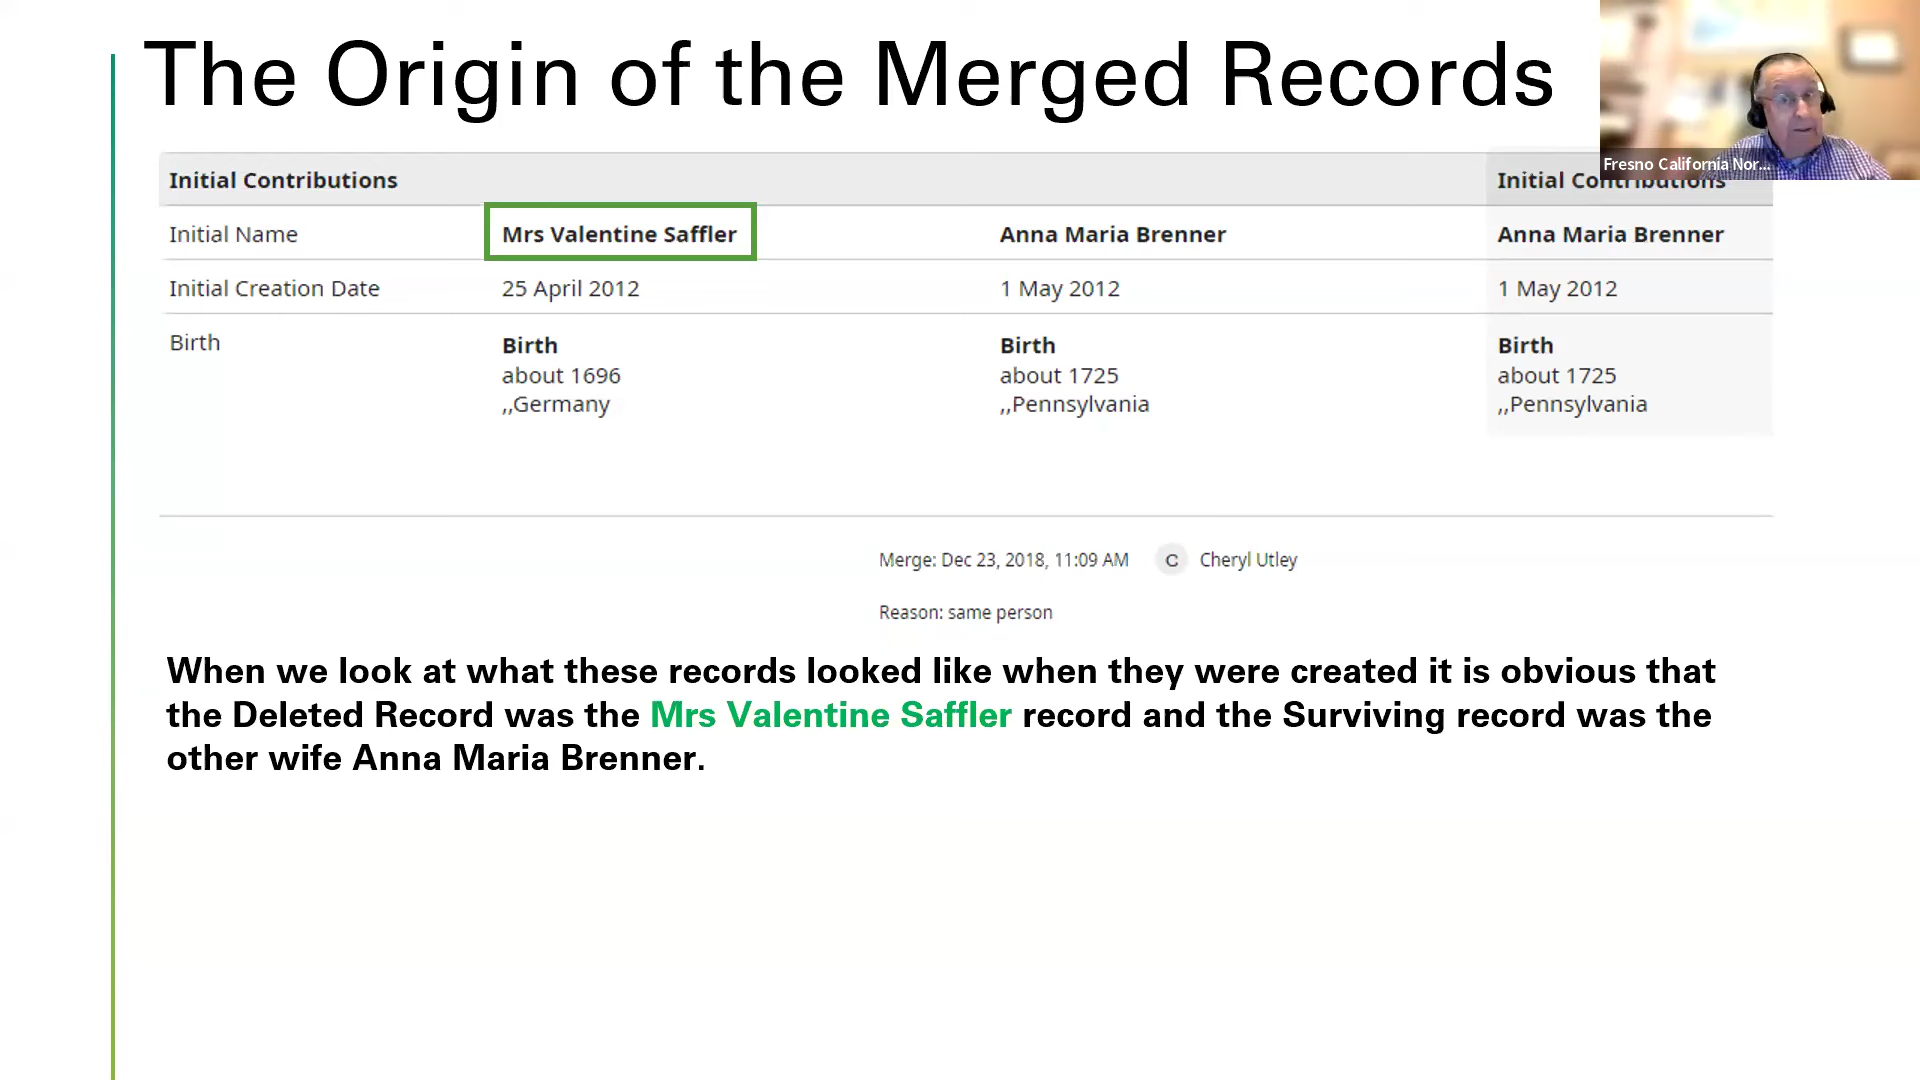 The Origin of the Merged Records
Fresno California Nor...
Initial Contributions Initial Contributions
Initial Name Mrs Valentine Saffler Anna Maria Brenner Anna Maria Brenner
Initial Creation Date 25 April 2012 1 May 2012 1 May 2012
Birth Birth Birth Birth
about 1696 about 1725 about 1725
,,Germany ,,Pennsylvania ,,Pennsylvania
Merge: Dec 23, 2018, 11:09 AM C Cheryl Utley
Reason: same person
When we look at what these records looked like when they were created it is obvious that
the Deleted Record was the Mrs Valentine Saffler record and the Surviving record was the
other wife Anna Maria Brenner.